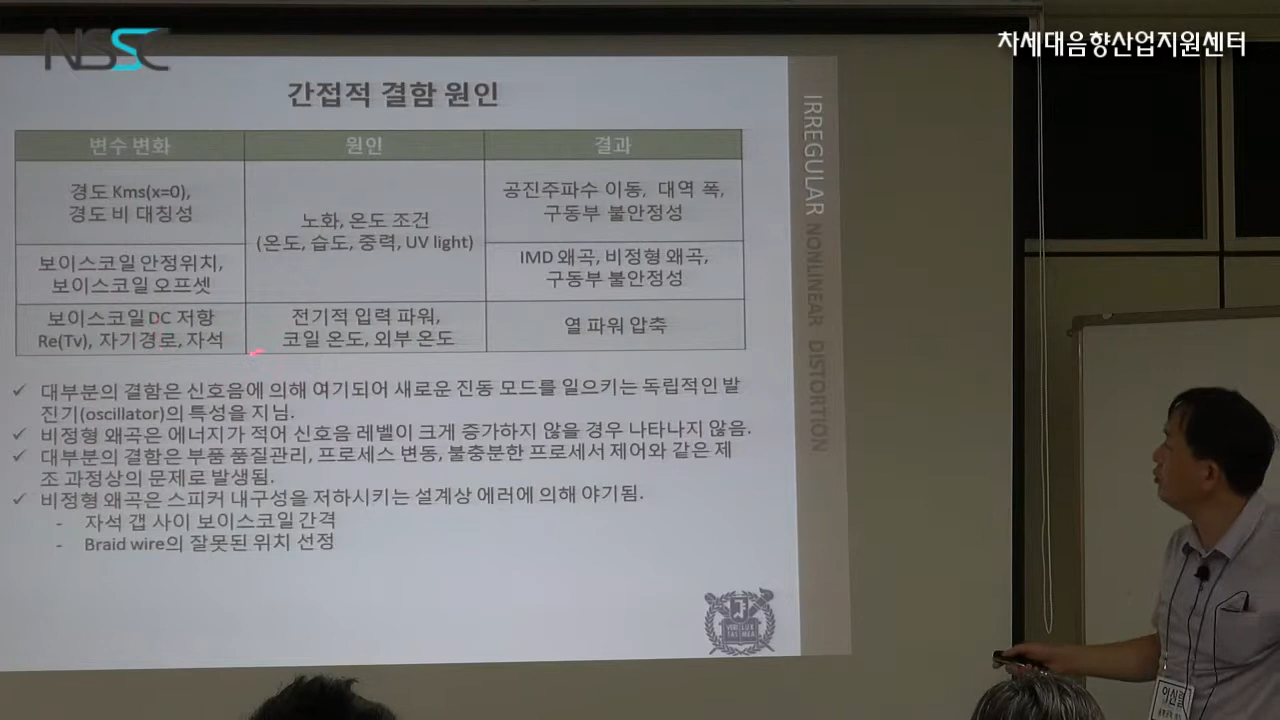 NSSC
차세대음향산업지원센터
간접적 결함 원인
변수 변화
원인
결과
경도 Kms(x=0),
경도 비 대칭성
노화, 온도 조건
(온도, 습도, 중력, UV light)
공진주파수 이동, 대역 폭,
구동부 불안정성
보이스코일 안정위치,
보이스코일 오프셋
IMD 왜곡, 비정형 왜곡,
구동부 불안정성
보이스코일 DC 저항
Re(Tv), 자기경로, 자석
전기적 입력 파워,
코일 온도, 외부 온도
열 파워 압축
✓ 대부분의 결함은 신호음에 의해 여기되어 새로운 진동 모드를 일으키는 독립적인 발
진기(oscillator)의 특성을 지님.
✓ 비정형 왜곡은 에너지가 적어 신호음 레벨이 크게 증가하지 않을 경우 나타나지 않음.
✓ 대부분의 결함은 부품 품질관리, 프로세스 변동, 불충분한 프로세서 제어와 같은 제
조 과정상의 문제로 발생됨.
✓ 비정형 왜곡은 스피커 내구성을 저하시키는 설계상 에러에 의해 야기됨.
- 자석 갭 사이 보이스코일 간격
- Braid wire의 잘못된 위치 선정
IRREGULAR NONLINEAR DISTORTION
VERI LUX
TAS MEA